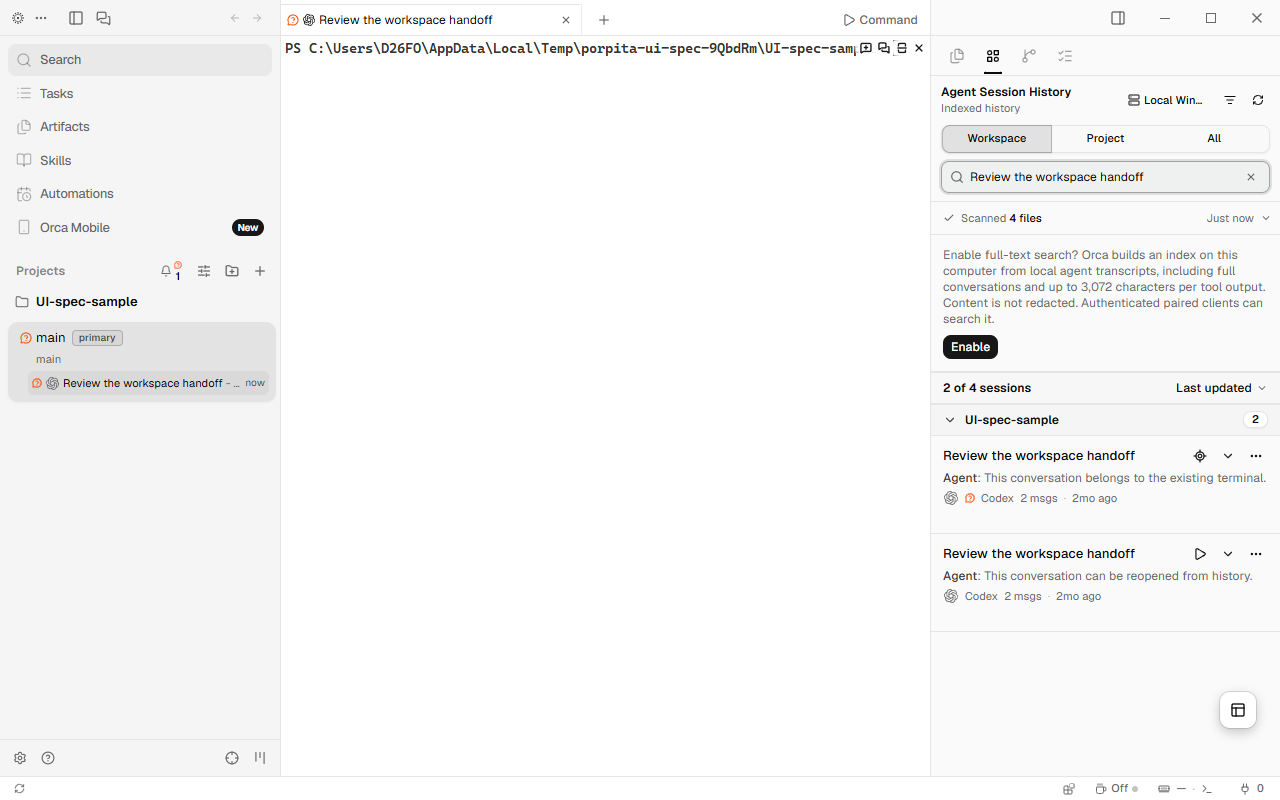 Review the workspace handoff
Command
Search
Tasks
Artifacts
Skills
Automations
Orca Mobile
New
Projects
1
UI-spec-sample
main
primary
main
Review the workspace handoff - ...
now
PS C:\Users\D26FO\AppData\Local\Temp\porpita-ui-spec-9QbdRm\UI-spec-samp
Agent Session History
Indexed history
Local Win...
Workspace
Project
All
Review the workspace handoff
Scanned 4 files
Just now
Enable full-text search? Orca builds an index on this
computer from local agent transcripts, including full
conversations and up to 3,072 characters per tool output.
Content is not redacted. Authenticated paired clients can
search it.
Enable
2 of 4 sessions
Last updated
UI-spec-sample
2
Review the workspace handoff
Agent: This conversation belongs to the existing terminal.
Codex 2 msgs · 2mo ago
Review the workspace handoff
Agent: This conversation can be reopened from history.
Codex 2 msgs · 2mo ago
Off
— ·
0